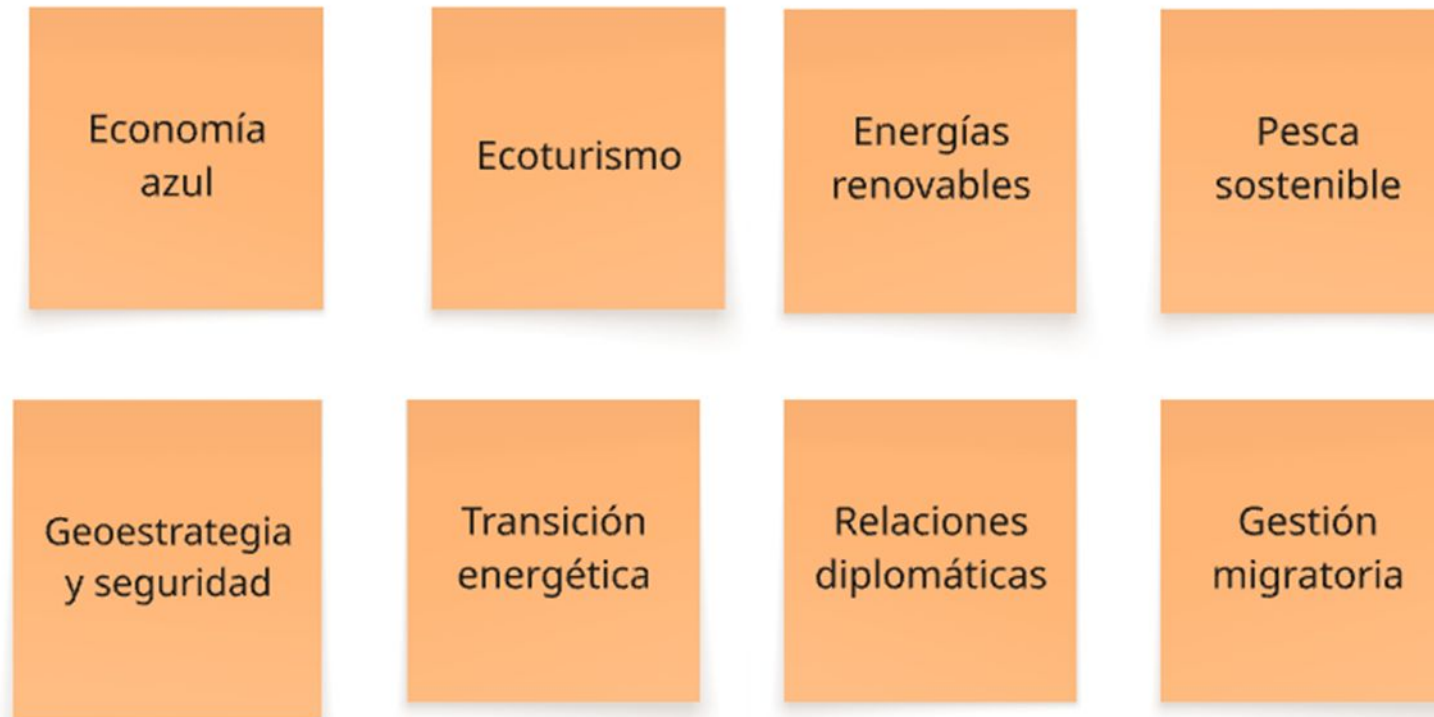 Economía
azul
Ecoturismo
Energías
renovables
Pesca
sostenible
Geoestrategia
y seguridad
Transición
energética
Relaciones
diplomáticas
Gestión
migratoria